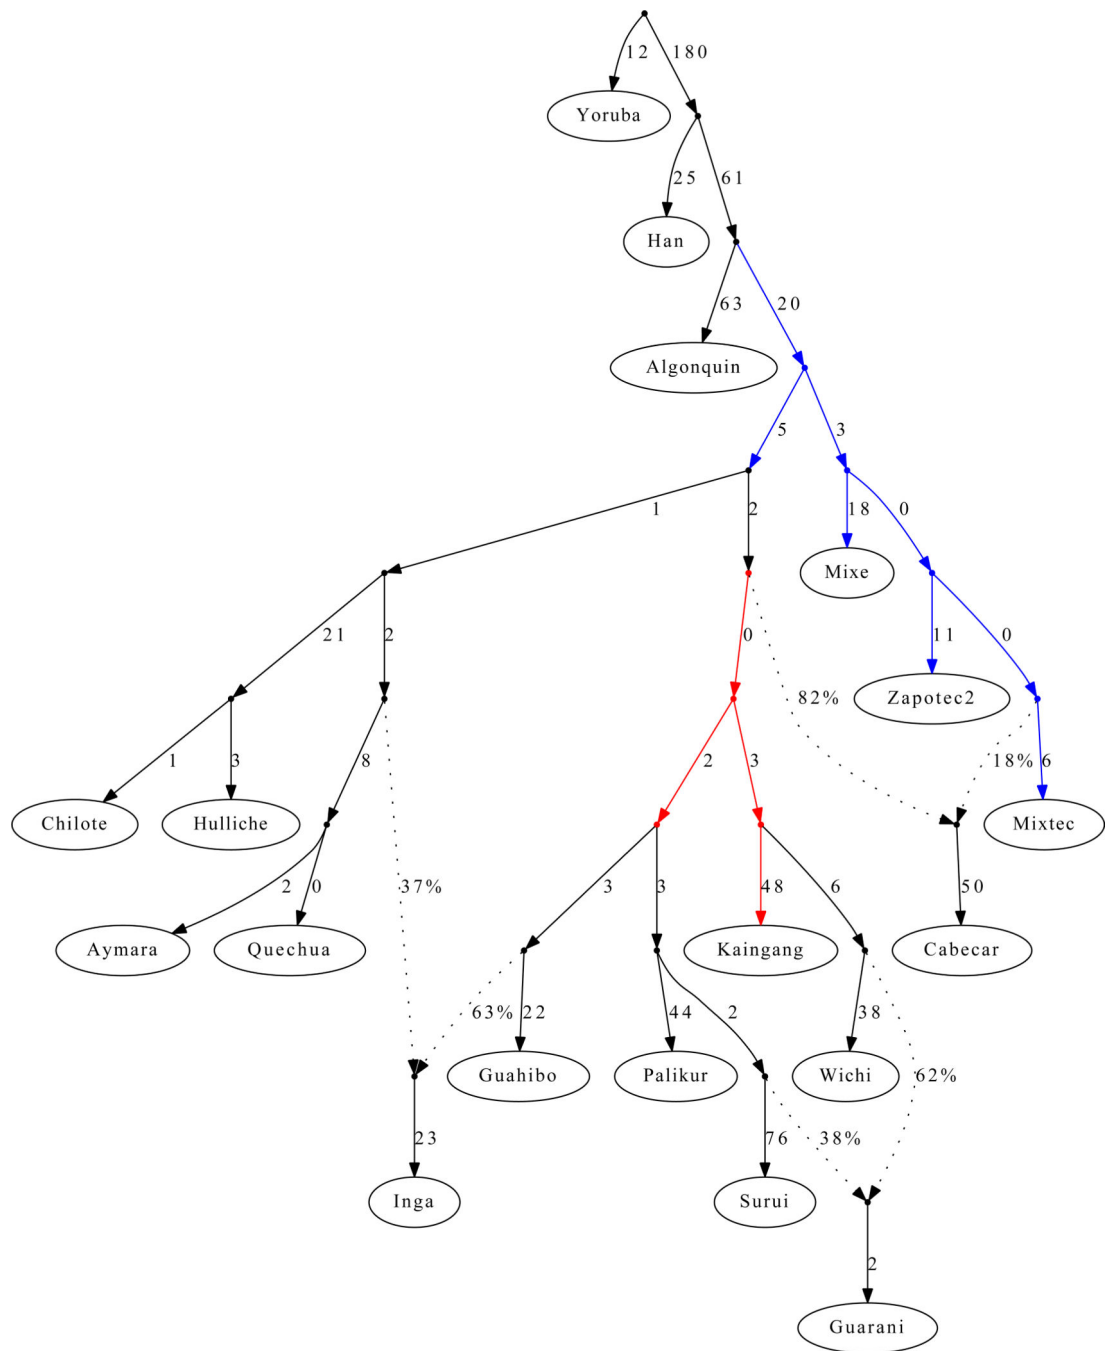 12 180
Yoruba
25 61
Han
63 20
Algonquin
5 3
1 2 18 0
Mixe
21 2 0 11 0
82% Zapotec2
1 3 8 2 3 18% 6
Chilote Hulliche Mixtec
2 0 37% 3 3 48 6 50
Aymara Quechua Kaingang Cabecar
63% 22 44 2 38
Guahibo Palikur Wichi 62%
23 76 38%
Inga Surui
2
Guarani